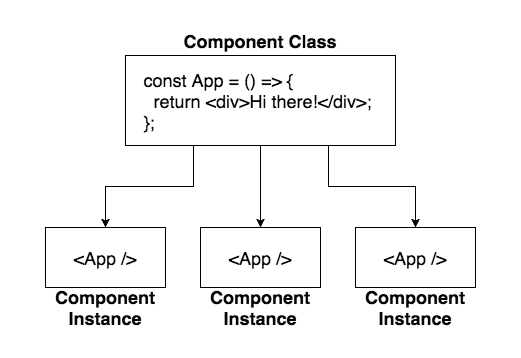 Component Class
const App = () => {
return <div>Hi there!</div>;
};
<App />
<App />
<App />
Component
Instance
Component
Instance
Component
Instance